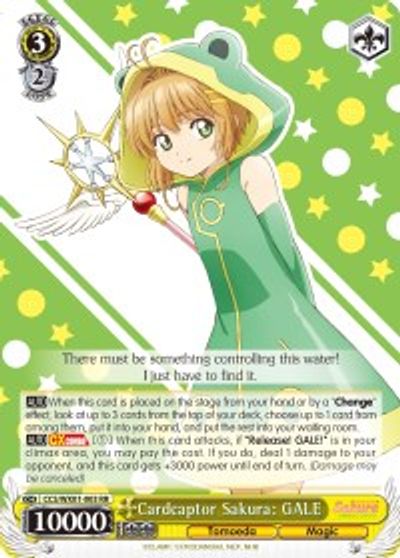 3
2
There must be something controlling this water!
I just have to find it.
AUTO When this card is placed on the stage from your hand or by a "Change"
effect, look at up to 3 cards from the top of your deck, choose up to 1 card from
among them, put it into your hand, and put the rest into your waiting room.
AUTO CX COMBO [(1)] When this card attacks, if "Release! GALE!" is in your
climax area, you may pay the cost. If you do, deal 1 damage to your
opponent, and this card gets +3000 power until end of turn. (Damage may
be canceled)
Cardcaptor Sakura: GALE
10000
Tomoeda
Magic